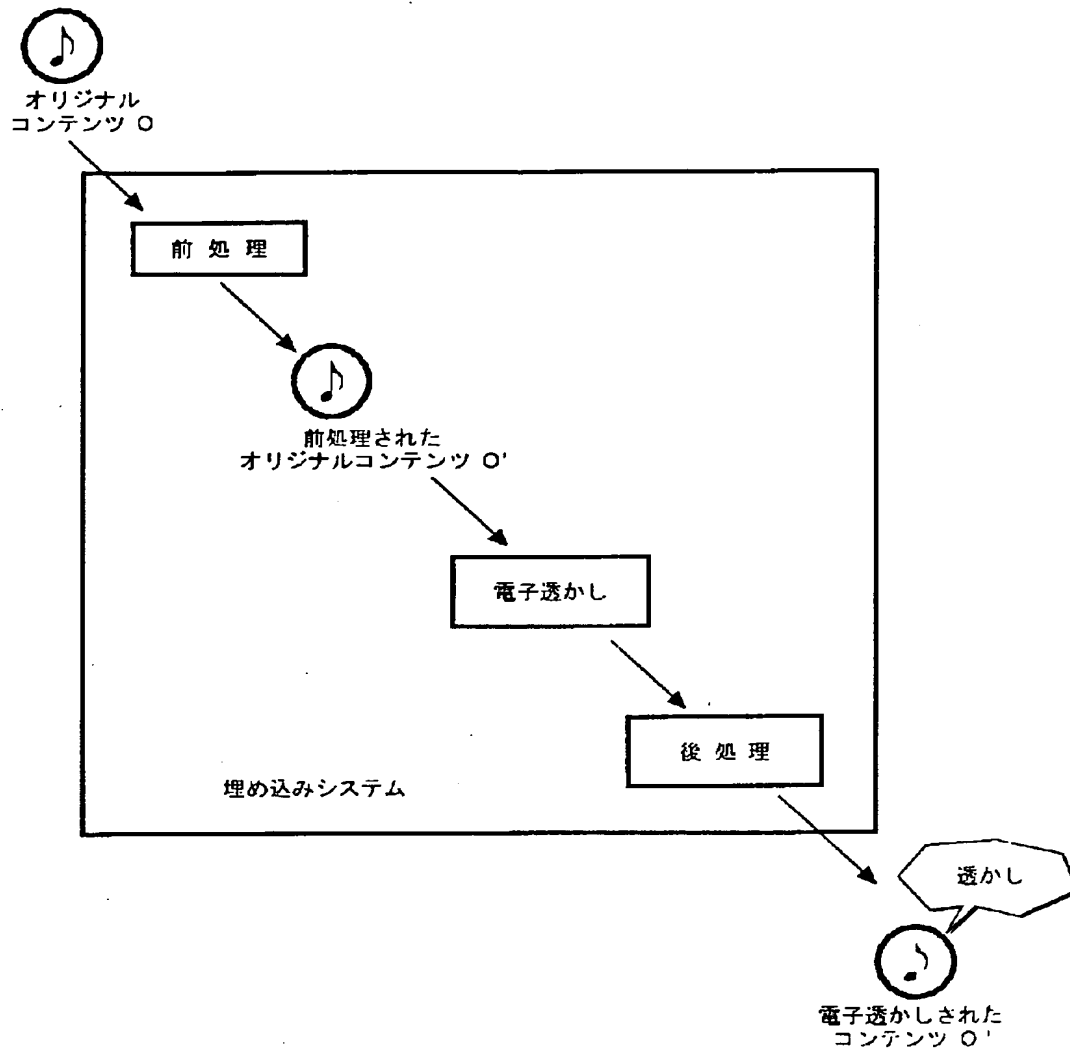 オリジナル
コンテンツ O
前 処 理
前処理された
オリジナルコンテンツ O'
電子透かし
後 処 理
埋め込みシステム
透かし
電子透かしされた
コンテンツ O'